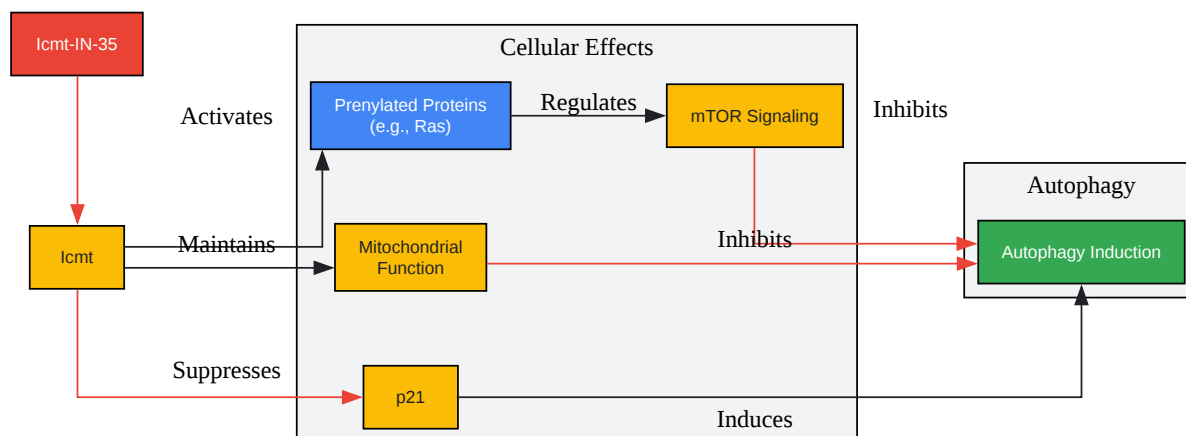 Icmt-IN-35
Cellular Effects
Activates
Prenylated Proteins
(e.g., Ras)
Regulates
mTOR Signaling
Inhibits
Autophagy
Icmt
Maintains
Mitochondrial
Function
Inhibits
Autophagy Induction
Suppresses
p21
Induces